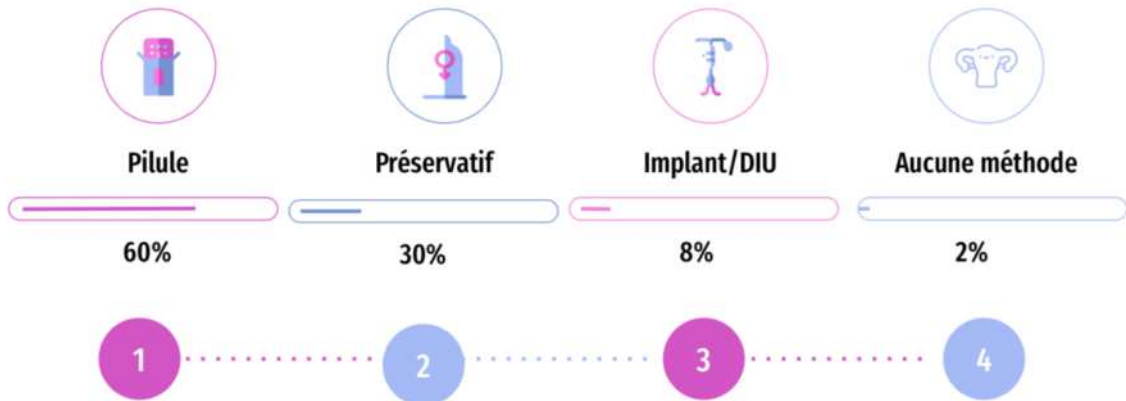 Pilule Préservatif Implant/DIU Aucune méthode
60% 30% 8% 2%
1 2 3 4